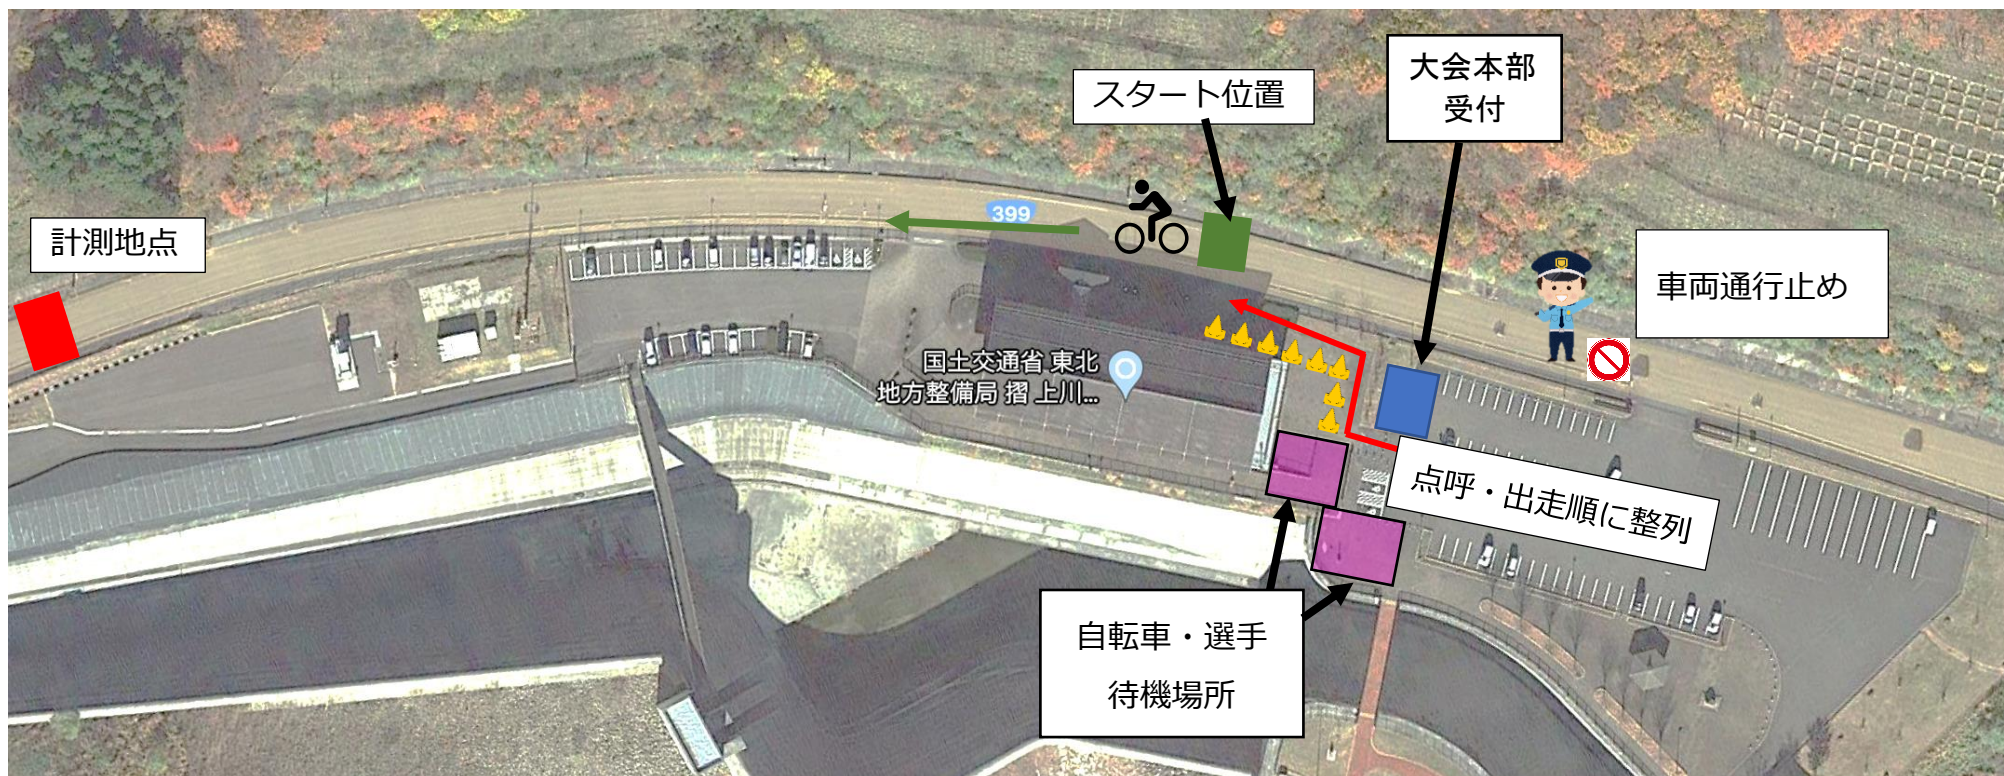 大会本部
受付
スタート位置
399
計測地点
車両通行止め
国土交通省 東北
地方整備局 摺上川...
点呼・出走順に整列
自転車・選手
待機場所